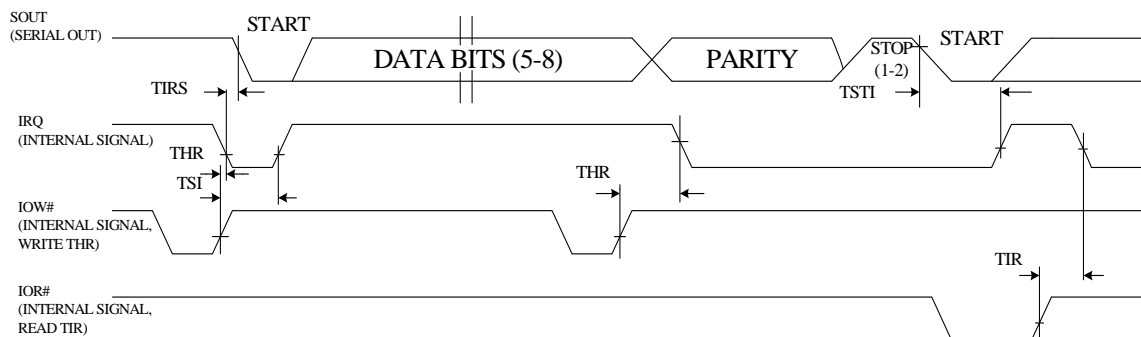 SOUT
(SERIAL OUT)
START
DATA BITS (5-8)
PARITY
STOP
(1-2)
START
TIRS
TSTI
IRQ
(INTERNAL SIGNAL)
THR
TSI
THR
IOW#
(INTERNAL SIGNAL,
WRITE THR)
TIR
IOR#
(INTERNAL SIGNAL,
READ TIR)